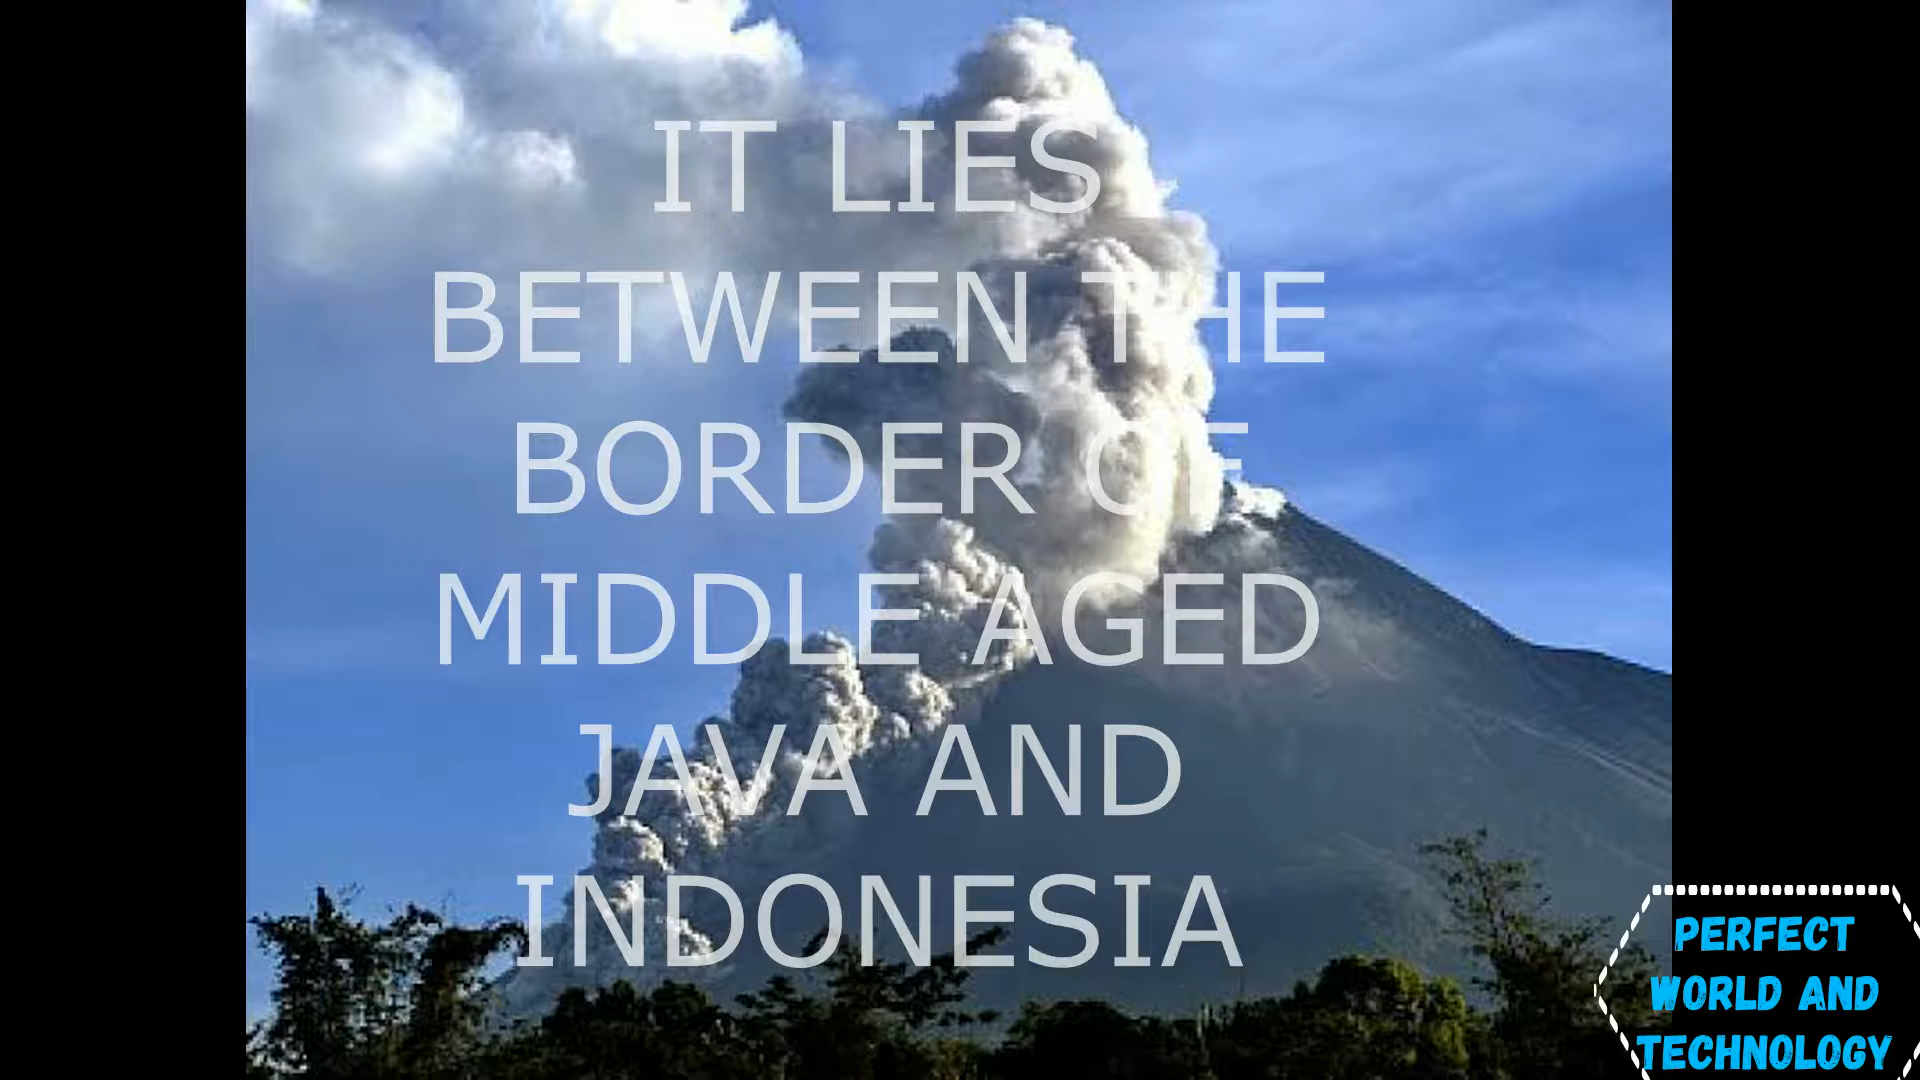 IT LIES
BETWEEN THE
BORDER OF
MIDDLE AGED
JAVA AND
INDONESIA
PERFECT
WORLD AND
TECHNOLOGY